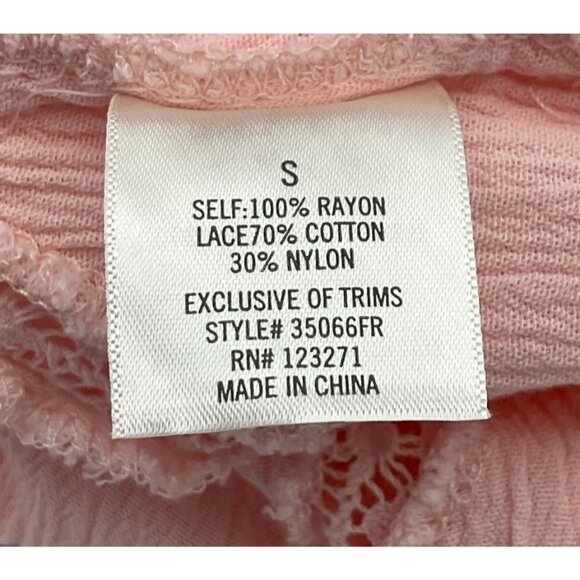 S
SELF:100% RAYON
LACE70% COTTON
30% NYLON
EXCLUSIVE OF TRIMS
STYLE# 35066FR
RN# 123271
MADE IN CHINA